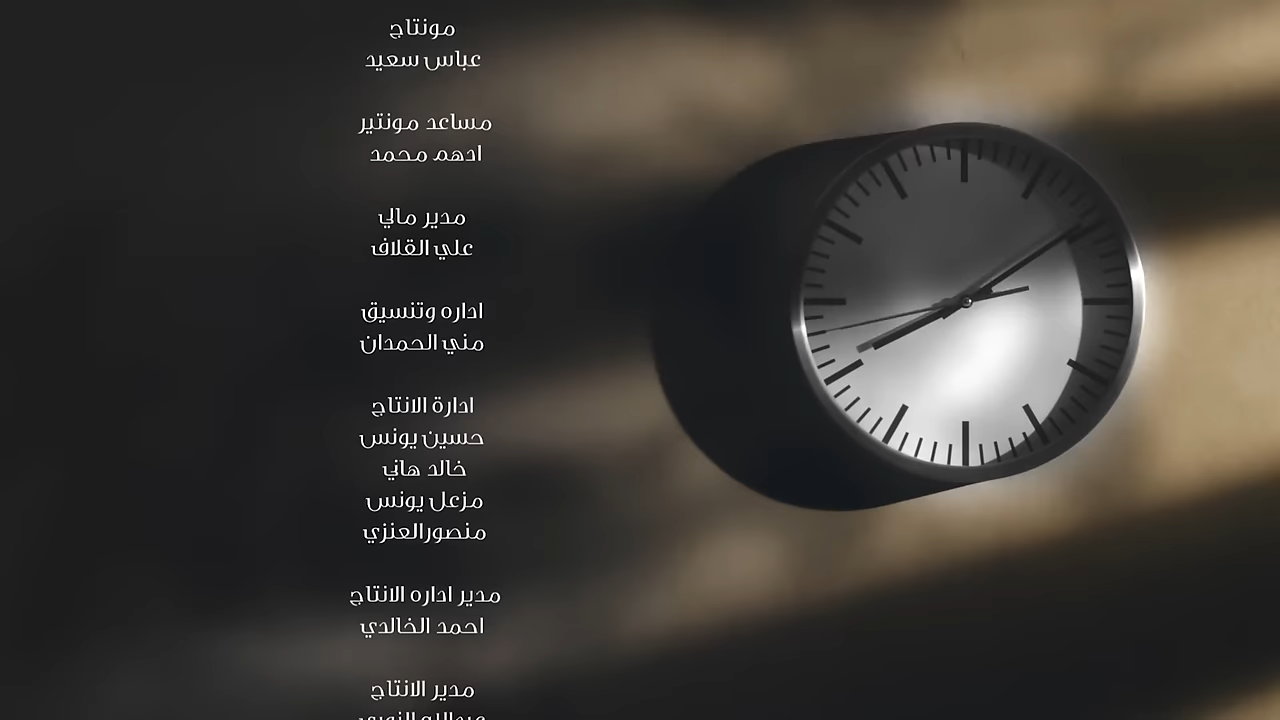 مونتاج
عباس سعيد
مساعد مونتير
ادهم محمد
مدير مالي
علي القلاف
اداره وتنسيق
مني الحمدان
ادارة الانتاج
حسين يونس
خالد هاني
مزعل يونس
منصورالعنزي
مدير اداره الانتاج
احمد الخالدي
مدير الانتاج